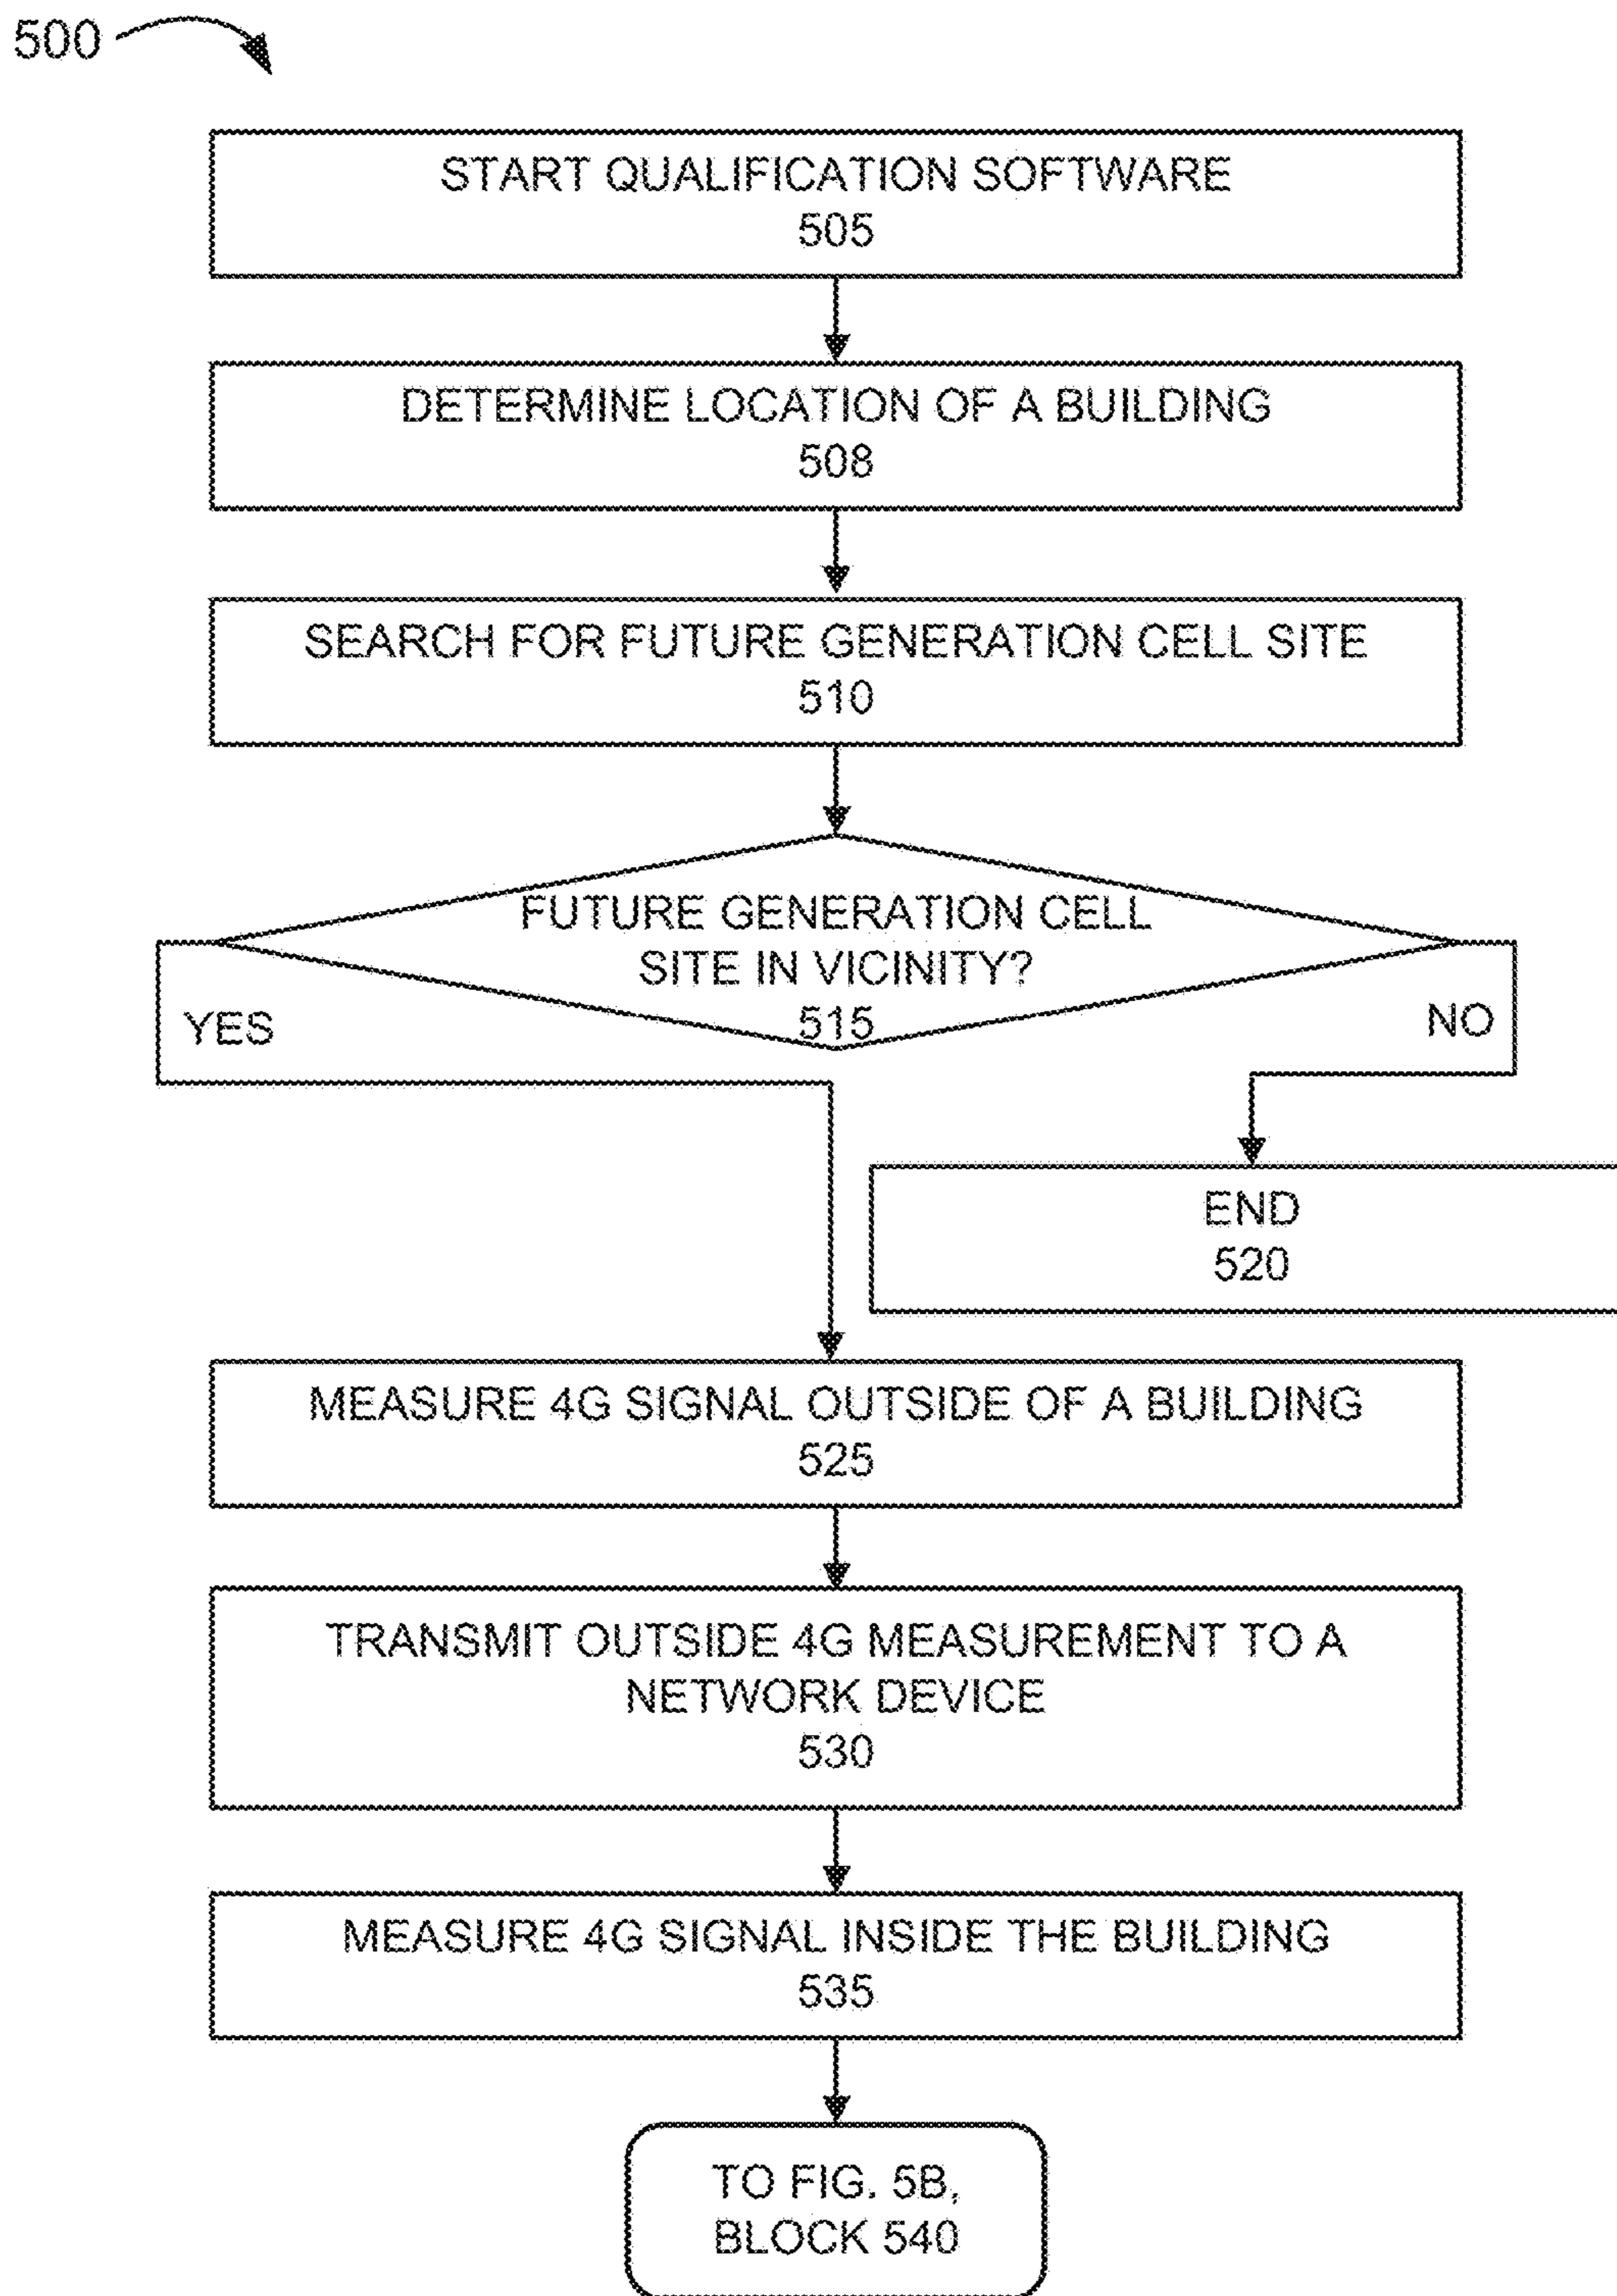 500
START QUALIFICATION SOFTWARE
505
DETERMINE LOCATION OF A BUILDING
508
SEARCH FOR FUTURE GENERATION CELL SITE
510
FUTURE GENERATION CELL
SITE IN VICINITY?
515
YES
NO
END
520
MEASURE 4G SIGNAL OUTSIDE OF A BUILDING
525
TRANSMIT OUTSIDE 4G MEASUREMENT TO A
NETWORK DEVICE
530
MEASURE 4G SIGNAL INSIDE THE BUILDING
535
TO FIG. 5B,
BLOCK 540